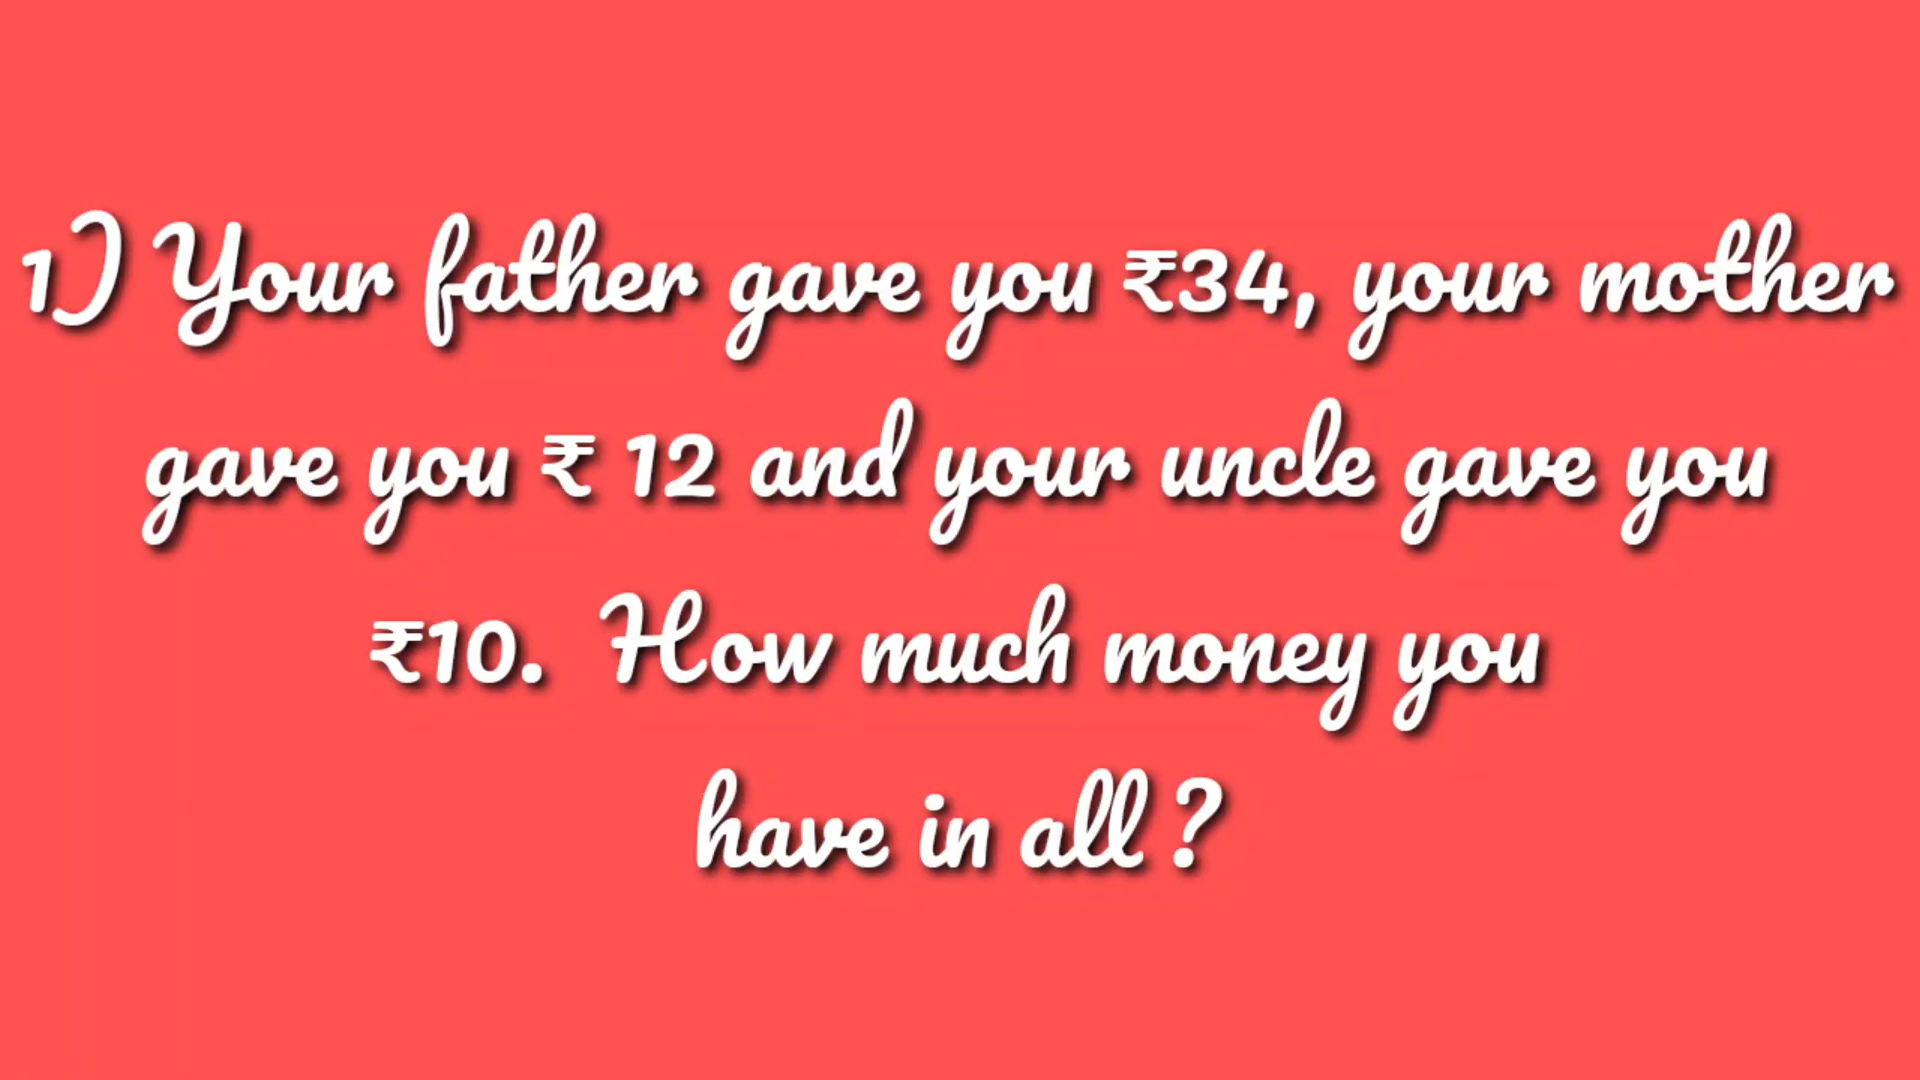 1) Your father gave you ₹34, your mother
gave you ₹ 12 and your uncle gave you
₹10. How much money you
have in all ?